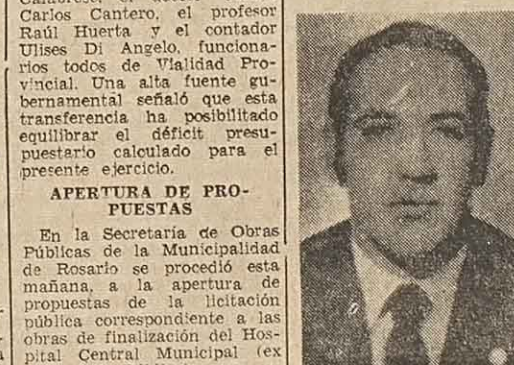 Carlos Cantero, el profesor
Raúl Huerta y el contador
Ulises Di Angelo, funciona-
rios todos de Vialidad Pro-
vincial. Una alta fuente gu-
bernamental señaló que esta
transferencia ha posibilitado
equilibrar el déficit presu-
puestario calculado para el
presente ejercicio.
APERTURA DE PRO-
PUESTAS
En la Secretaría de Obras
Públicas de la Municipalidad
de Rosario se procedió esta
mañana, a la apertura de
propuestas de la licitación
pública correspondiente a las
obras de finalización del Hos-
pital Central Municipal (ex